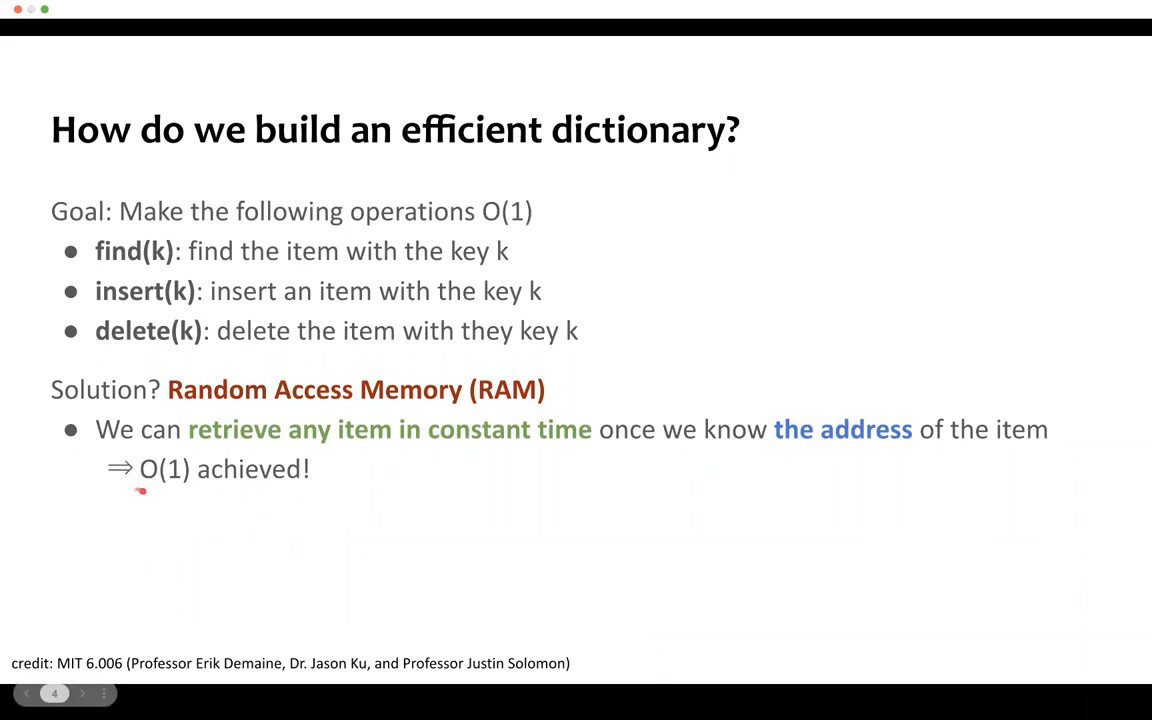 How do we build an efficient dictionary?
Goal: Make the following operations O(1)
● find(k): find the item with the key k
● insert(k): insert an item with the key k
● delete(k): delete the item with they key k
Solution? Random Access Memory (RAM)
● We can retrieve any item in constant time once we know the address of the item
⇒ O(1) achieved!
credit: MIT 6.006 (Professor Erik Demaine, Dr. Jason Ku, and Professor Justin Solomon)
4